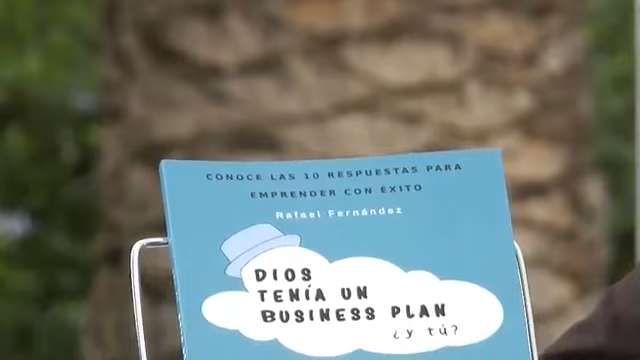 CONOCE LAS 10 RESPUESTAS PARA
EMPRENDER CON ÉXITO
Rafael Fernández
DIOS
TENÍA UN
BUSINESS PLAN
¿y tú?